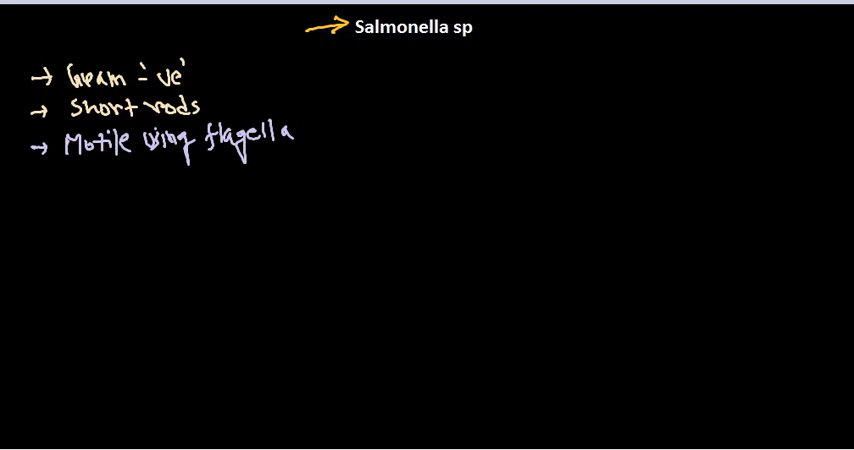 → Salmonella sp
→ Gram '-ve'
→ Short rods
→ Motile using flagella